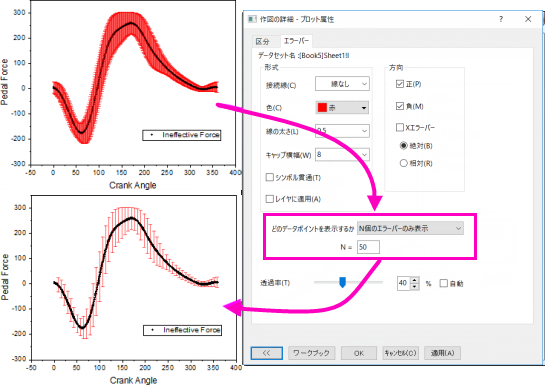 300
200
100
0
-100
-200
-300
Pedal Force
Ineffective Force
-50 0 50 100 150 200 250 300 350 400
Crank Angle
300
200
100
0
-100
-200
-300
Pedal Force
Ineffective Force
-50 0 50 100 150 200 250 300 350 400
Crank Angle
作図の詳細 - プロット属性
区分 エラーバー
データセット名 :[Book5]Sheet1!I
形式
接続線(C) 線なし
色(C) 赤
線の太さ(L) 0.5
キャップ横幅(W) 8
シンボル貫通(T)
レイヤに適用(A)
方向
正(P)
負(M)
Xエラーバー
絶対(B)
相対(R)
どのデータポイントを表示するか N個のエラーバーのみ表示
N = 50
透過率(T) 40 % 自動
<< ワークブック OK キャンセル(C) 適用(A)